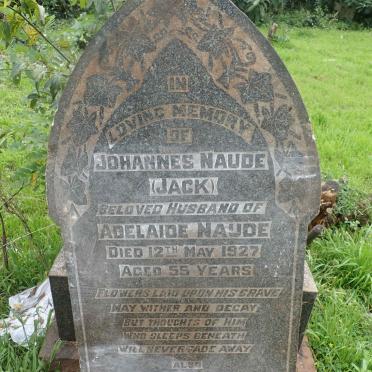 IN
LOVING MEMORY
OF
JOHANNES NAUDE
(JACK)
BELOVED HUSBAND OF
ADELAIDE NAUDE
DIED 12TH MAY 1927
AGED 55 YEARS
FLOWERS LAID UPON HIS GRAVE
MAY WITHER AND DECAY
BUT THOUGHTS OF HIM
WHO SLEEPS BENEATH
WILL NEVER FADE AWAY
ALSO